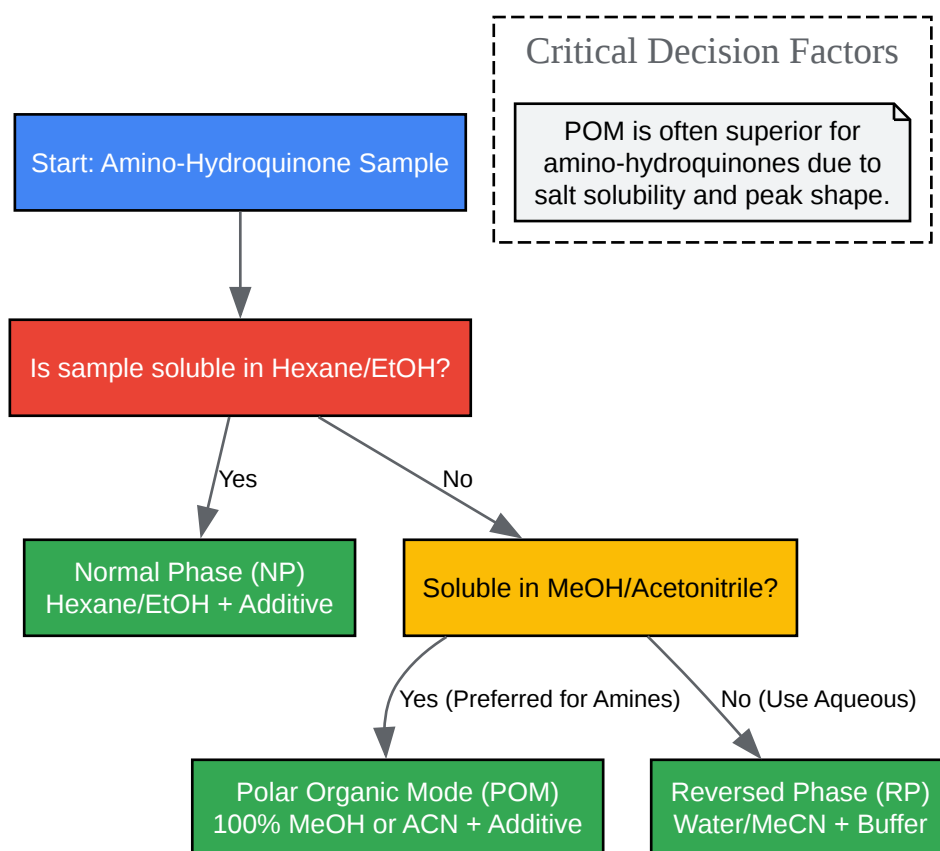 Critical Decision Factors
POM is often superior for
amino-hydroquinones due to
salt solubility and peak shape.
Start: Amino-Hydroquinone Sample
Is sample soluble in Hexane/EtOH?
Yes
No
Normal Phase (NP)
Hexane/EtOH + Additive
Soluble in MeOH/Acetonitrile?
Yes (Preferred for Amines)
No (Use Aqueous)
Polar Organic Mode (POM)
100% MeOH or ACN + Additive
Reversed Phase (RP)
Water/MeCN + Buffer